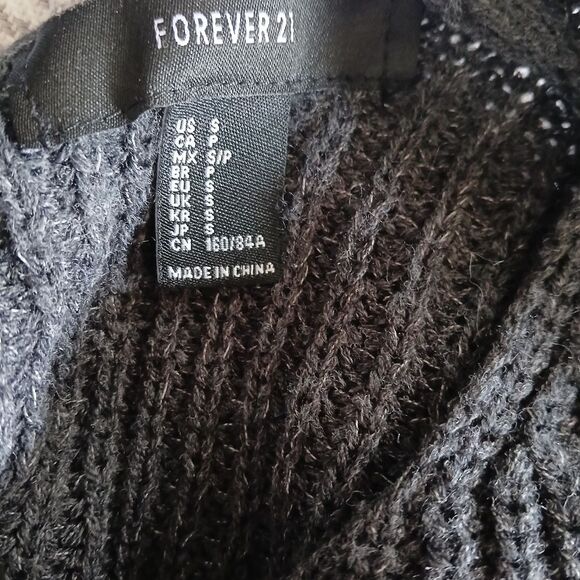 FOREVER 21
US S
CA P
MX S/P
BR P
EU S
UK S
KR S
JP S
CN 160/84A
MADE IN CHINA